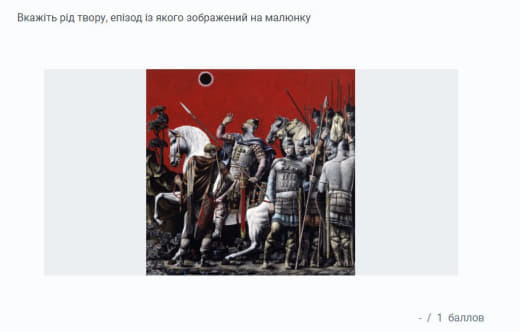 Вкажіть рід твору, епізод із якого зображений на малюнку
- / 1 баллов